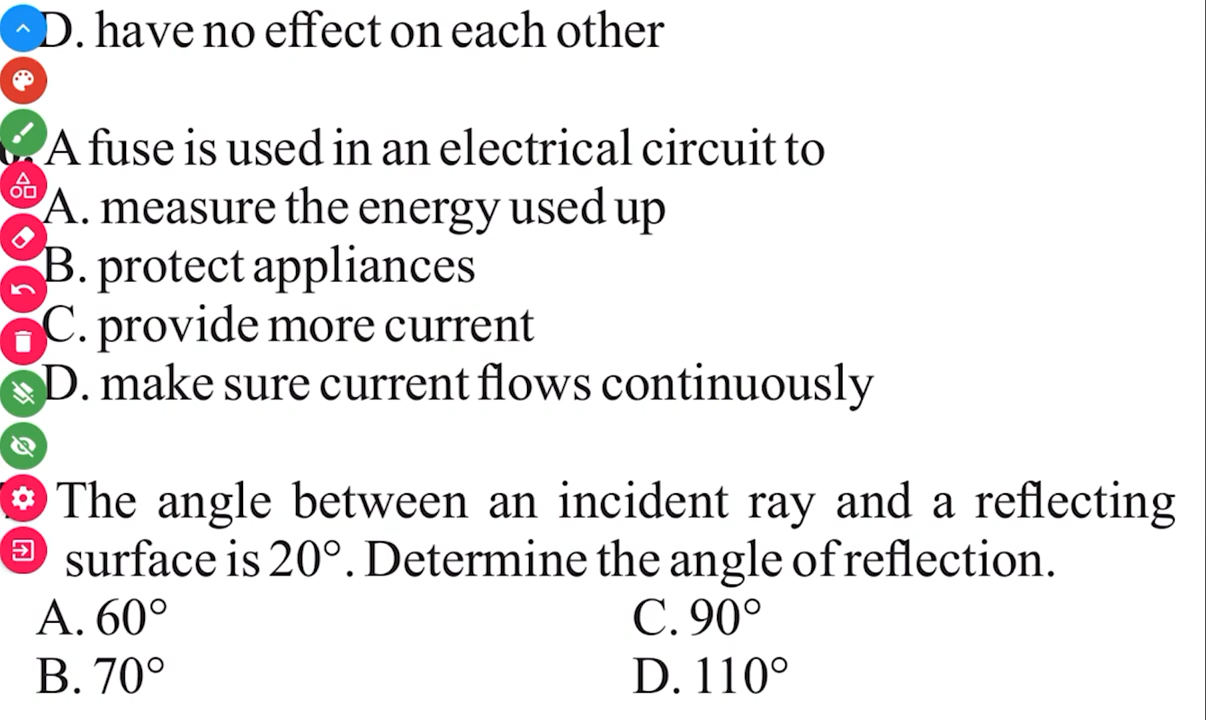 D. have no effect on each other
A fuse is used in an electrical circuit to
A. measure the energy used up
B. protect appliances
C. provide more current
D. make sure current flows continuously
The angle between an incident ray and a reflecting
surface is 20°. Determine the angle of reflection.
A. 60° C. 90°
B. 70° D. 110°